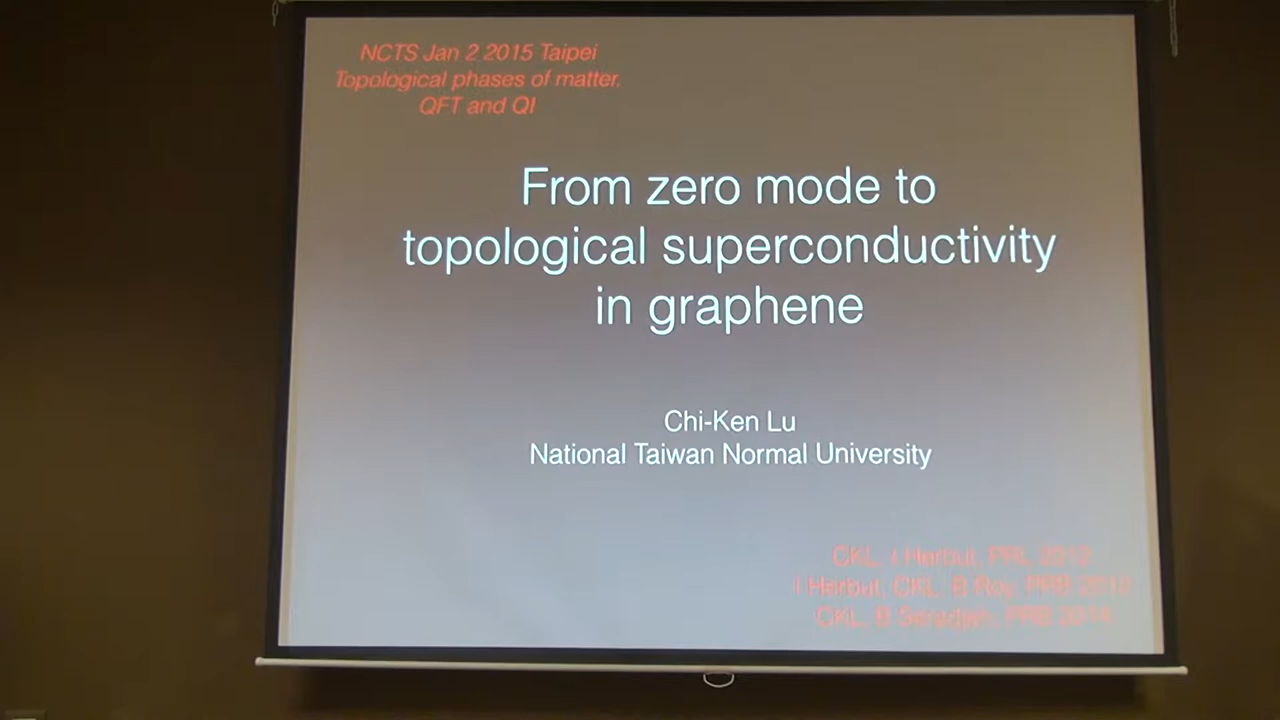 NCTS Jan 2 2015 Taipei
Topological phases of matter,
QFT and QI
From zero mode to
topological superconductivity
in graphene
Chi-Ken Lu
National Taiwan Normal University
CKL, I Herbut, PRL
I Herbut, CKL, B Roy, PRB
CKL, B Seradjeh, PRB 2014